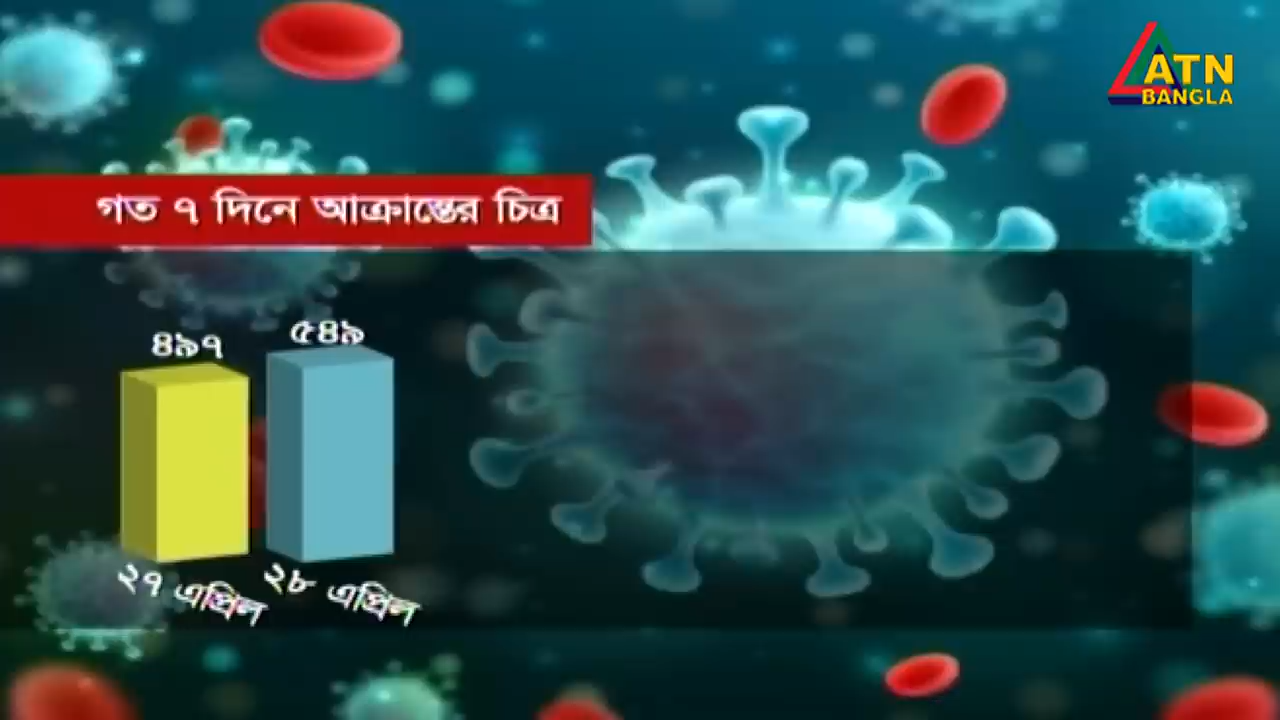 ATN
BANGLA
গত ৭ দিনে আক্রান্তের চিত্র
৪৯৭
৫৪৯
২৭ এপ্রিল
২৮ এপ্রিল